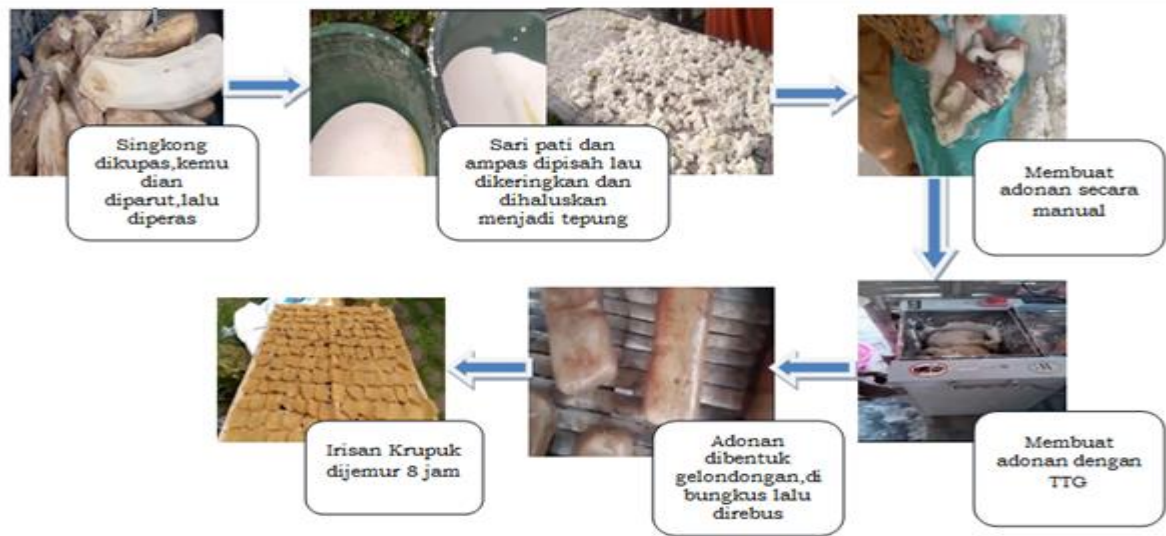 Singkong
dikupas,kemu
dian
diparut,lalu
diperas
Sari pati dan
ampas dipisah lau
dikeringkan dan
dihaluskan
menjadi tepung
Membuat
adonan secara
manual
Membuat
adonan dengan
TTG
Adonan
dibentuk
gelondongan,di
bungkus lalu
direbus
Irisan Krupuk
dijemur 8 jam